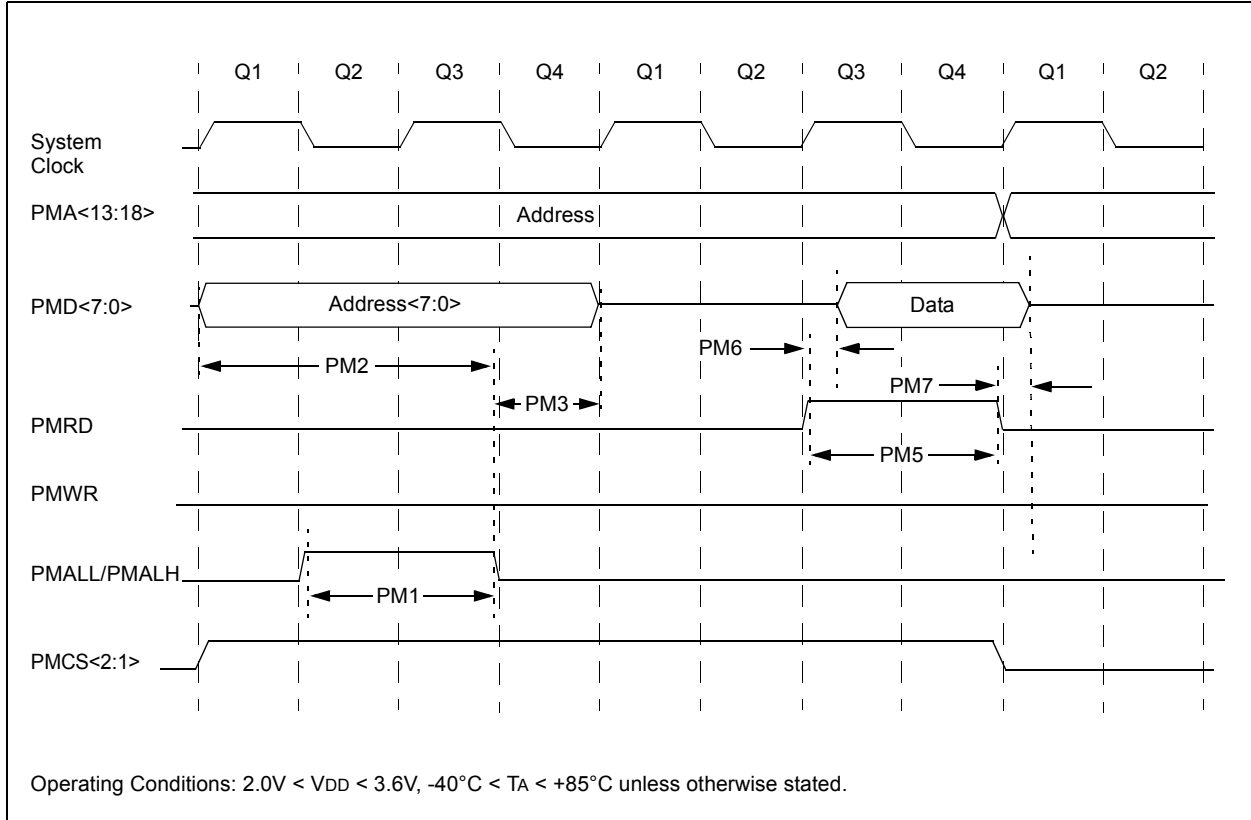 Q1 Q2 Q3 Q4 Q1 Q2 Q3 Q4 Q1 Q2
System
Clock
PMA<13:18>
Address
PMD<7:0>
Address<7:0>
Data
PM6
PM2
PM7
PM3
PMRD
PM5
PMWR
PMALL/PMALH
PM1
PMCS<2:1>
Operating Conditions: 2.0V < VDD < 3.6V, -40°C < TA < +85°C unless otherwise stated.